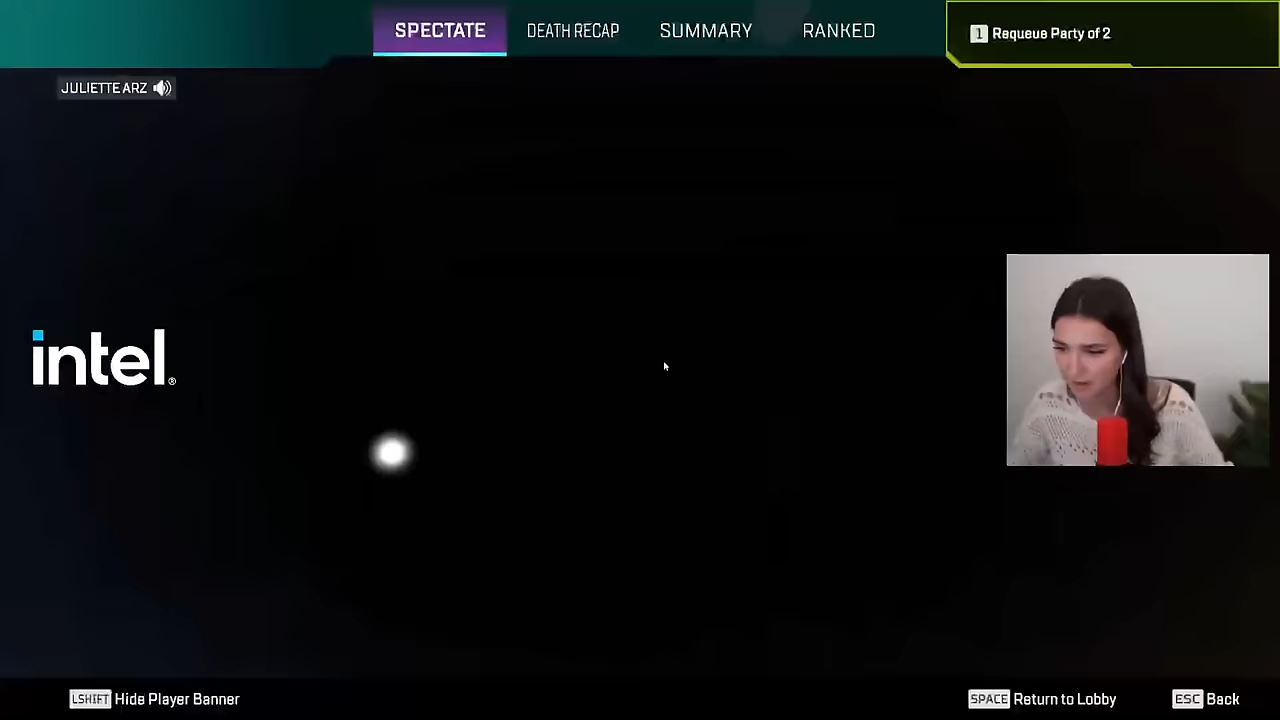 SPECTATE
DEATH RECAP
SUMMARY
RANKED
1 Requeue Party of 2
JULIETTE ARZ
intel®
LSHIFT Hide Player Banner
SPACE Return to Lobby
ESC Back